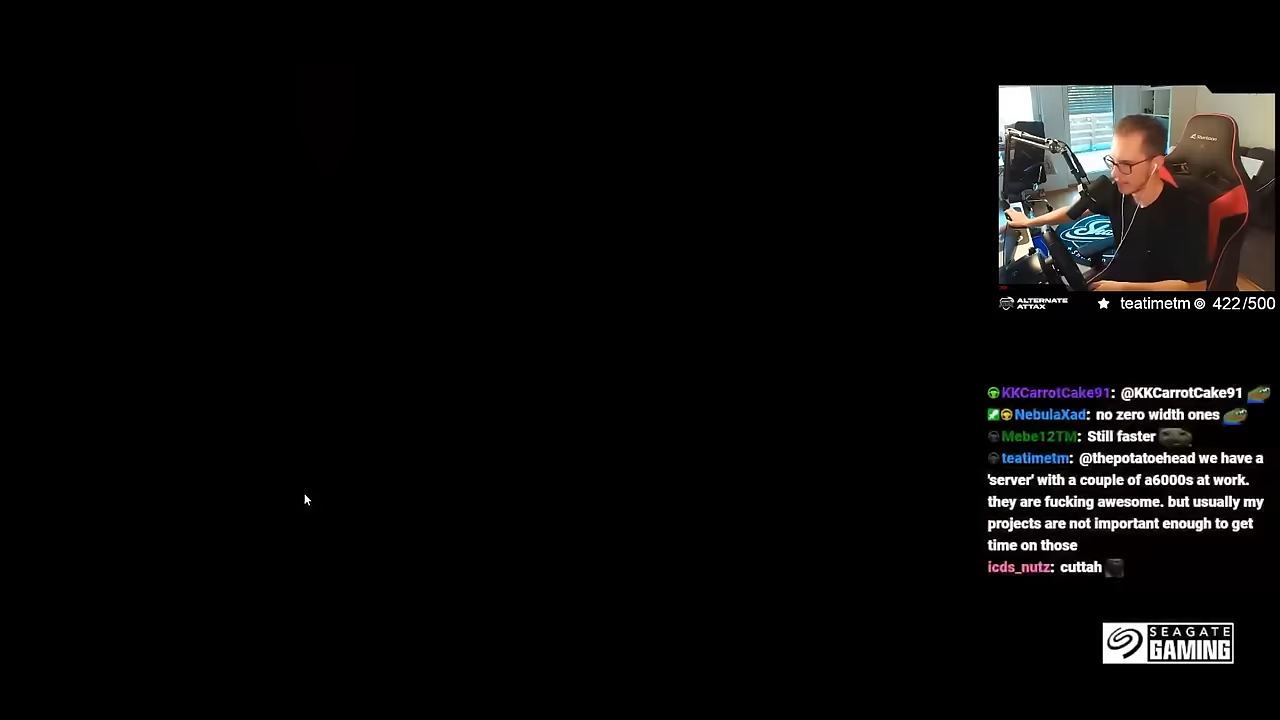 ALTERNATE
ATTAX
teatimetm 422/500
KKCarrotCake91: @KKCarrotCake91
NebulaXad: no zero width ones
Mebe12TM: Still faster
teatimetm: @thepotatoehead we have a
'server' with a couple of a6000s at work.
they are fucking awesome. but usually my
projects are not important enough to get
time on those
icds_nutz: cuttah
SEAGATE
GAMING